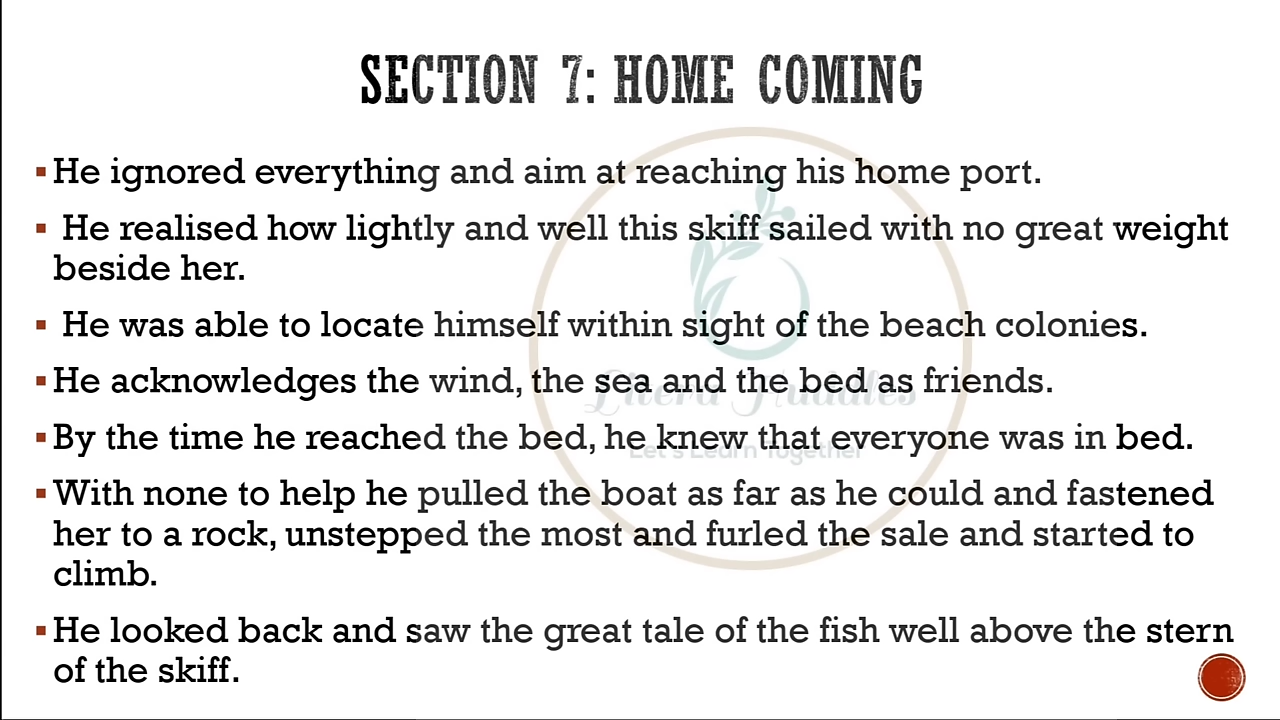 SECTION 7: HOME COMING
▪ He ignored everything and aim at reaching his home port.
▪ He realised how lightly and well this skiff sailed with no great weight
beside her.
▪ He was able to locate himself within sight of the beach colonies.
▪ He acknowledges the wind, the sea and the bed as friends.
▪ By the time he reached the bed, he knew that everyone was in bed.
▪ With none to help he pulled the boat as far as he could and fastened
her to a rock, unstepped the most and furled the sale and started to
climb.
▪ He looked back and saw the great tale of the fish well above the stern
of the skiff.
Let's Learn Together